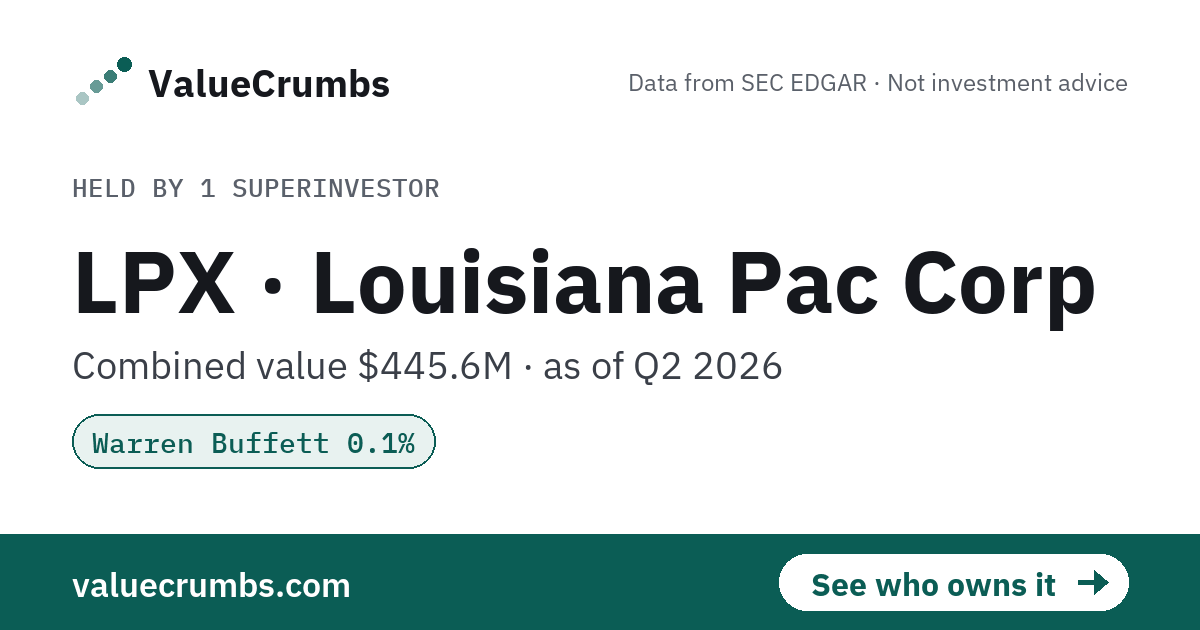 ValueCrumbs
Data from SEC EDGAR · Not investment advice
HELD BY 1 SUPERINVESTOR
LPX · Louisiana Pac Corp
Combined value $445.6M · as of Q2 2026
Warren Buffett 0.1%
valuecrumbs.com
See who owns it →